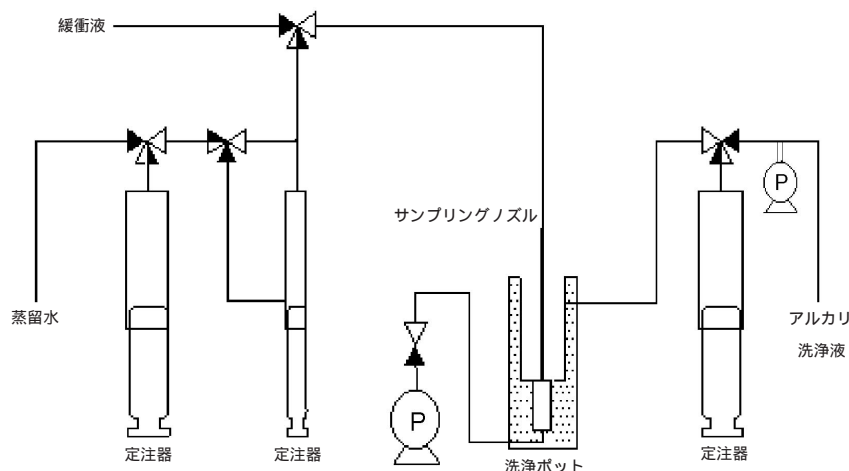 緩衝液
サンプリングノズル
P
蒸留水
アルカリ
洗浄液
P
定注器
定注器
洗浄ポット
定注器